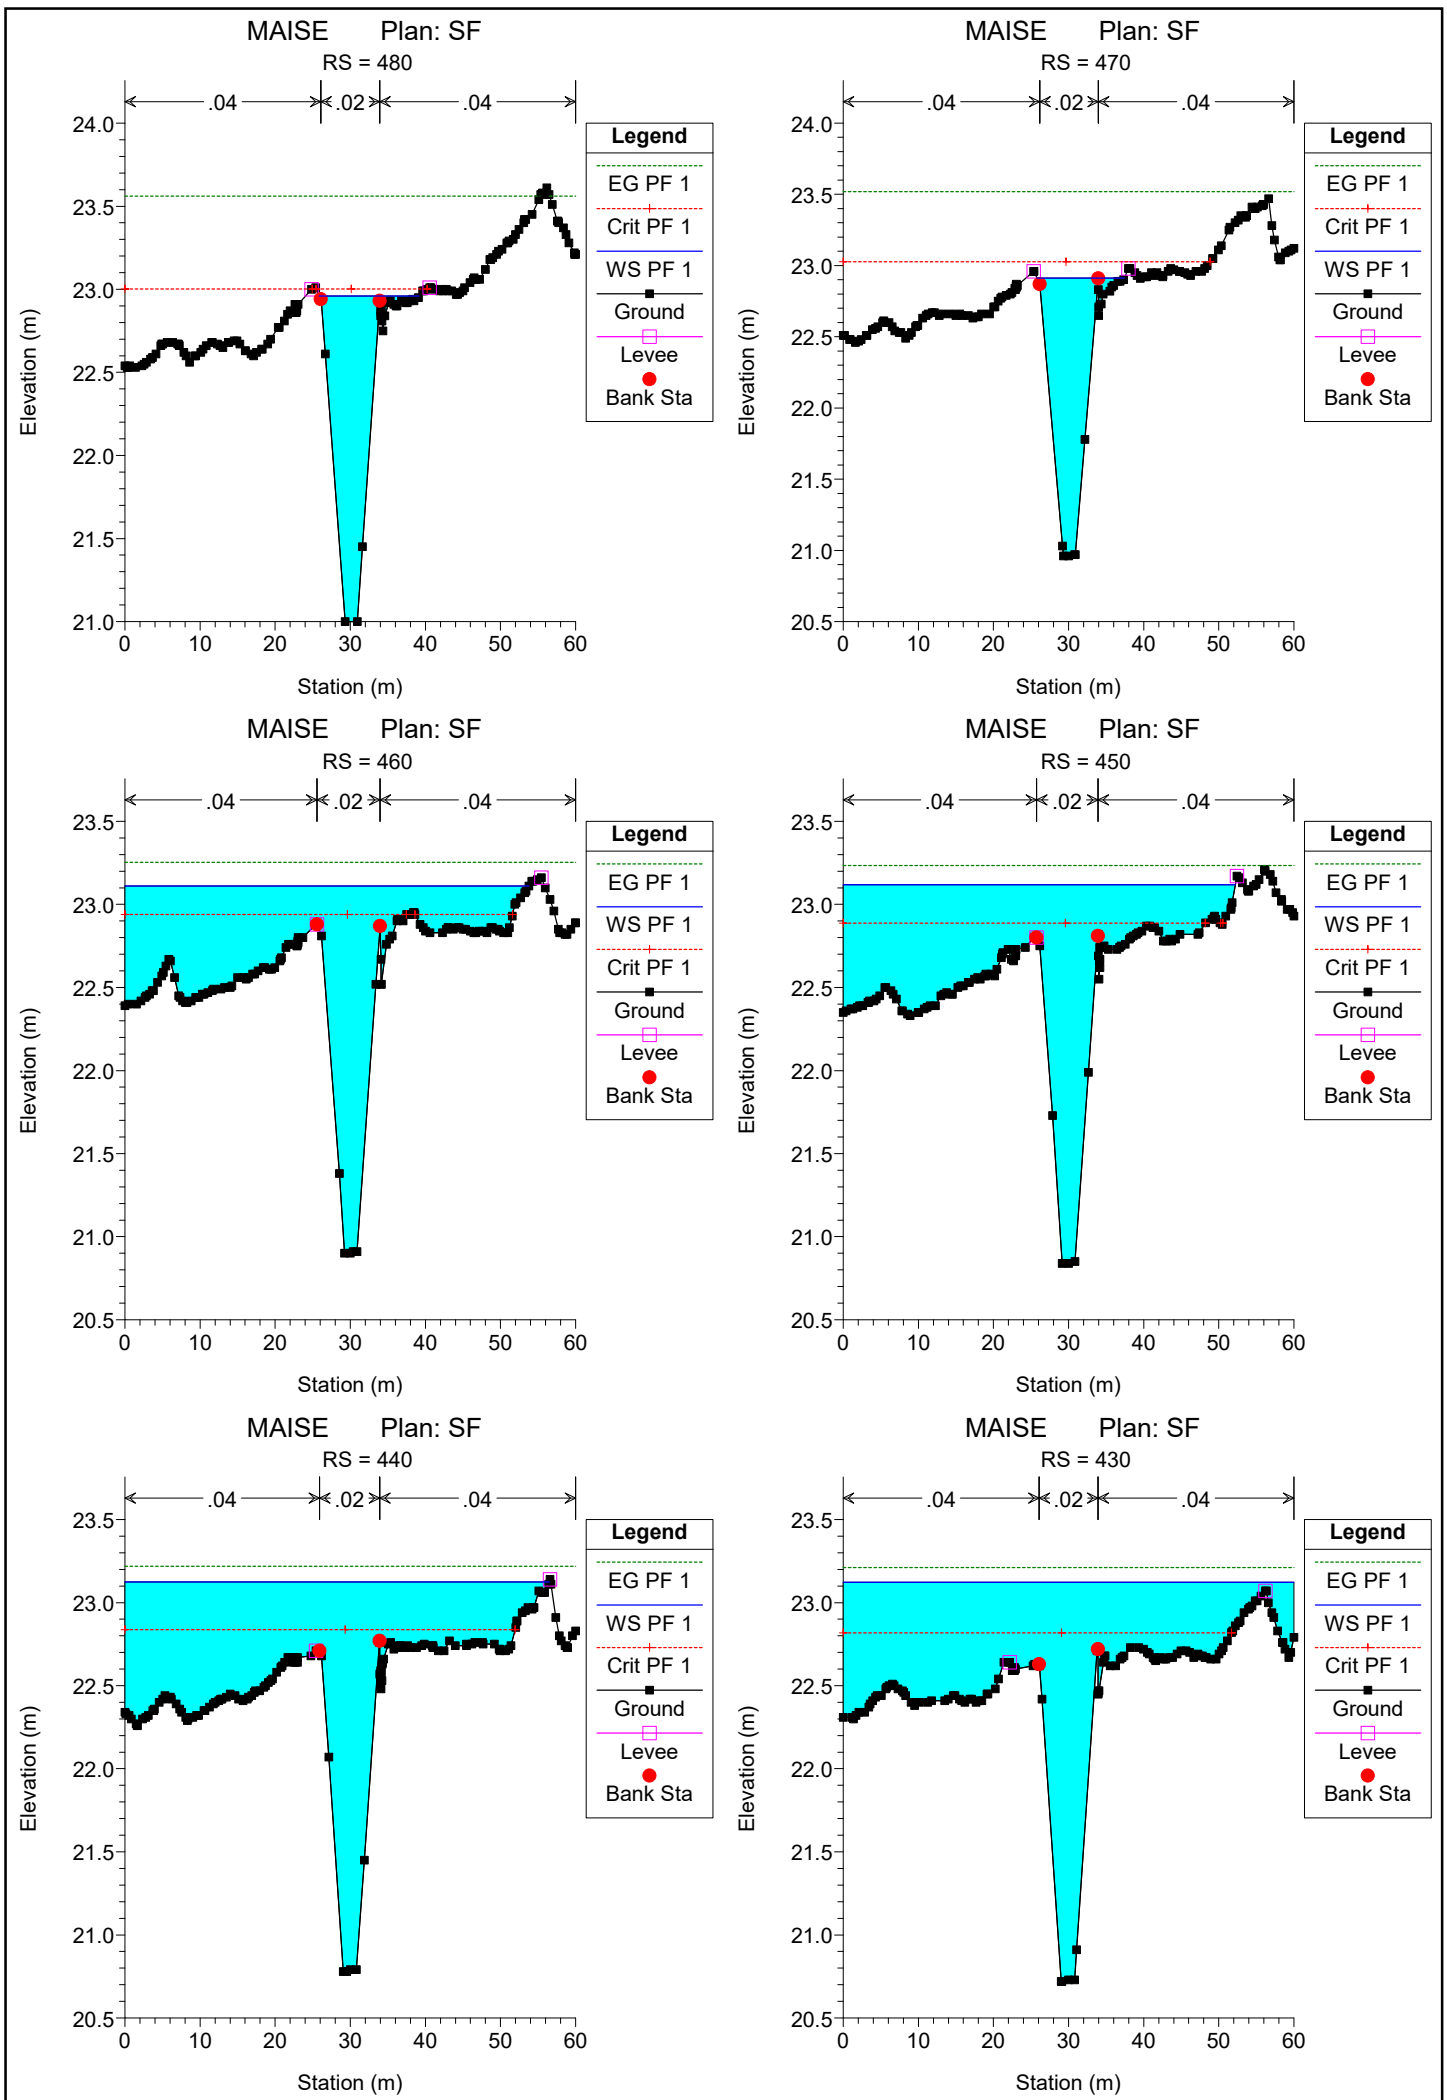 MAISE Plan: SF
RS = 480
.04 .02 .04
24.0
23.5
23.0
22.5
22.0
21.5
21.0
0 10 20 30 40 50 60
Elevation (m)
Station (m)
Legend
EG PF 1
Crit PF 1
WS PF 1
Ground
Levee
Bank Sta
MAISE Plan: SF
RS = 470
.04 .02 .04
24.0
23.5
23.0
22.5
22.0
21.5
21.0
20.5
0 10 20 30 40 50 60
Elevation (m)
Station (m)
Legend
EG PF 1
Crit PF 1
WS PF 1
Ground
Levee
Bank Sta
MAISE Plan: SF
RS = 460
.04 .02 .04
23.5
23.0
22.5
22.0
21.5
21.0
20.5
0 10 20 30 40 50 60
Elevation (m)
Station (m)
Legend
EG PF 1
WS PF 1
Crit PF 1
Ground
Levee
Bank Sta
MAISE Plan: SF
RS = 450
.04 .02 .04
23.5
23.0
22.5
22.0
21.5
21.0
20.5
0 10 20 30 40 50 60
Elevation (m)
Station (m)
Legend
EG PF 1
WS PF 1
Crit PF 1
Ground
Levee
Bank Sta
MAISE Plan: SF
RS = 440
.04 .02 .04
23.5
23.0
22.5
22.0
21.5
21.0
20.5
0 10 20 30 40 50 60
Elevation (m)
Station (m)
Legend
EG PF 1
WS PF 1
Crit PF 1
Ground
Levee
Bank Sta
MAISE Plan: SF
RS = 430
.04 .02 .04
23.5
23.0
22.5
22.0
21.5
21.0
20.5
0 10 20 30 40 50 60
Elevation (m)
Station (m)
Legend
EG PF 1
WS PF 1
Crit PF 1
Ground
Levee
Bank Sta